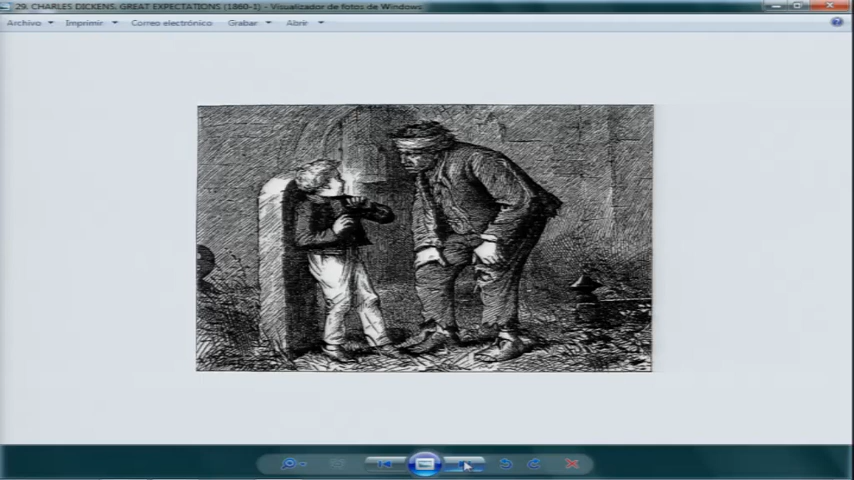 29. CHARLES DICKENS. GREAT EXPECTATIONS (1860-1) - Visualizador de fotos de Windows
Archivo Imprimir Correo electrónico Grabar Abrir